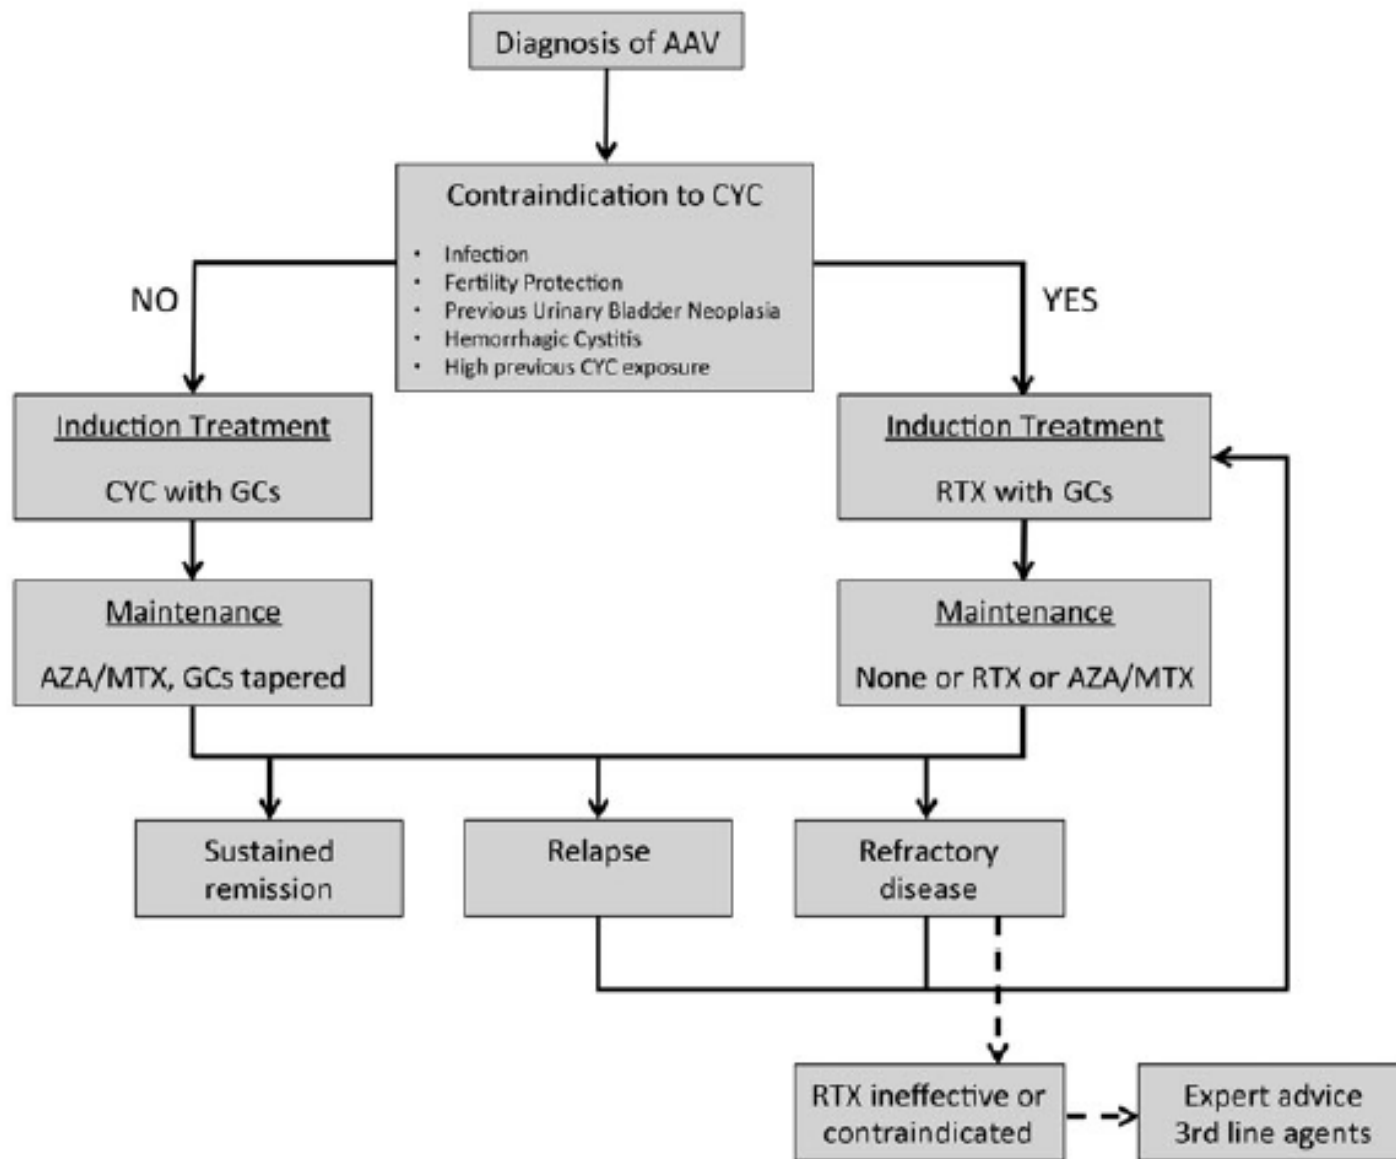 Diagnosis of AAV
Contraindication to CYC
• Infection
• Fertility Protection
• Previous Urinary Bladder Neoplasia
• Hemorrhagic Cystitis
• High previous CYC exposure
NO
YES
Induction Treatment
CYC with GCs
Induction Treatment
RTX with GCs
Maintenance
AZA/MTX, GCs tapered
Maintenance
None or RTX or AZA/MTX
Sustained
remission
Relapse
Refractory
disease
RTX ineffective or
contraindicated
Expert advice
3rd line agents